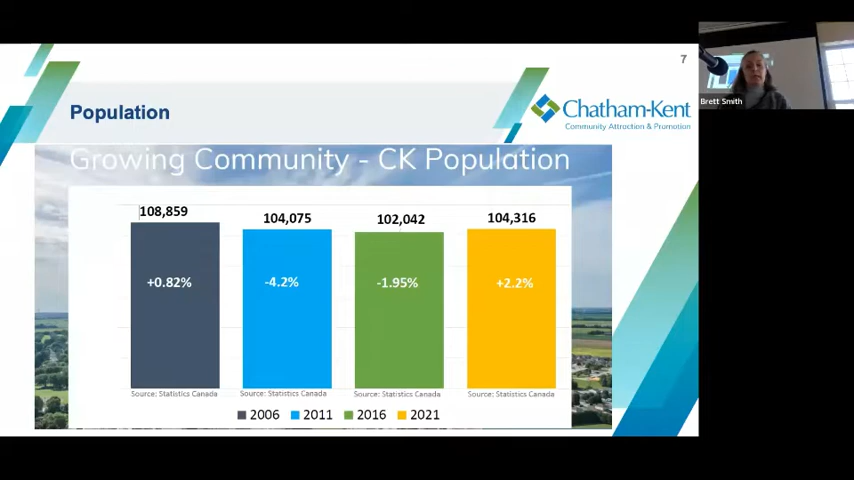 7
Population
Chatham-Kent
Community Attraction & Promotion
Brett Smith
Growing Community - CK Population
108,859
104,075
102,042
104,316
+0.82%
-4.2%
-1.95%
+2.2%
Source: Statistics Canada
Source: Statistics Canada
Source: Statistics Canada
Source: Statistics Canada
2006
2011
2016
2021